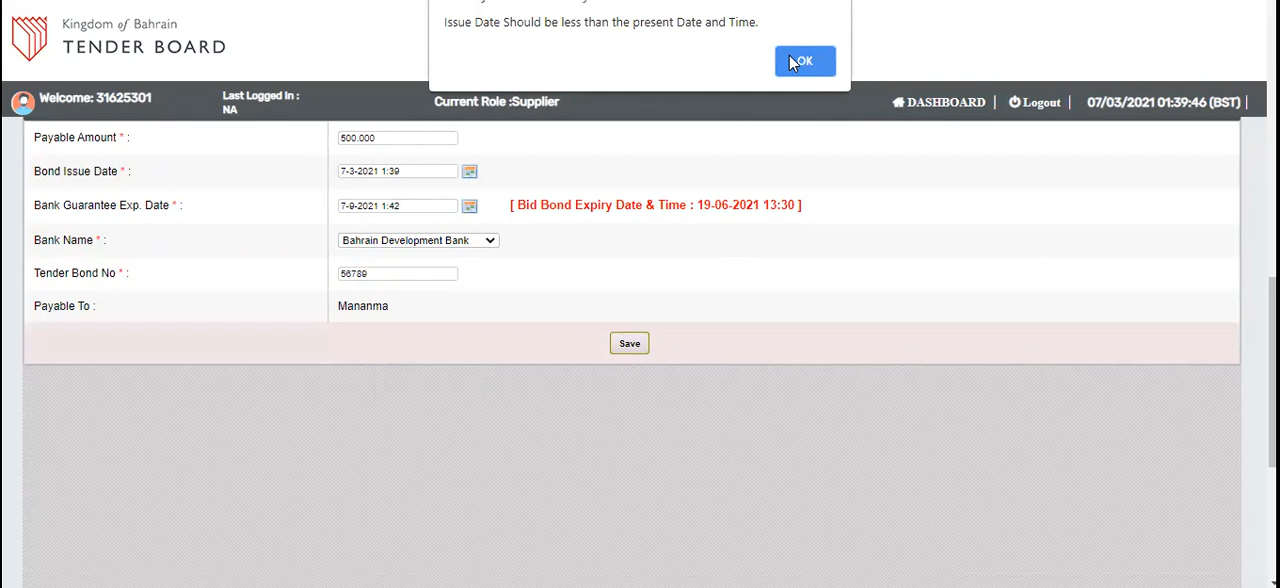 Issue Date Should be less than the present Date and Time.
OK
Kingdom of Bahrain
TENDER BOARD
Welcome: 31625301
Last Logged In :
NA
Current Role :Supplier
DASHBOARD | Logout | 07/03/2021 01:39:46 (BST) |
Payable Amount * : 500.000
Bond Issue Date * : 7-3-2021 1:39
Bank Guarantee Exp. Date * : 7-9-2021 1:42 [ Bid Bond Expiry Date & Time : 19-06-2021 13:30 ]
Bank Name * : Bahrain Development Bank
Tender Bond No * : 56789
Payable To : Mananma
Save